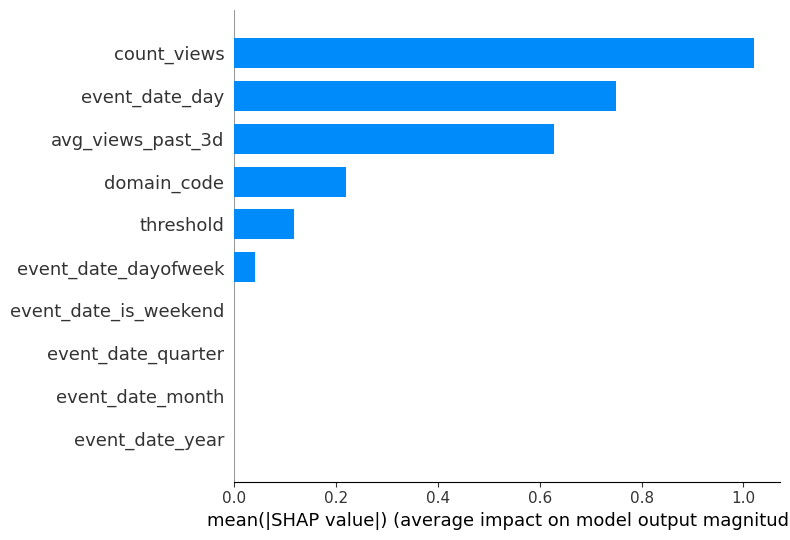 count_views
event_date_day
avg_views_past_3d
domain_code
threshold
event_date_dayofweek
event_date_is_weekend
event_date_quarter
event_date_month
event_date_year
0.0 0.2 0.4 0.6 0.8 1.0
mean(|SHAP value|) (average impact on model output magnitud